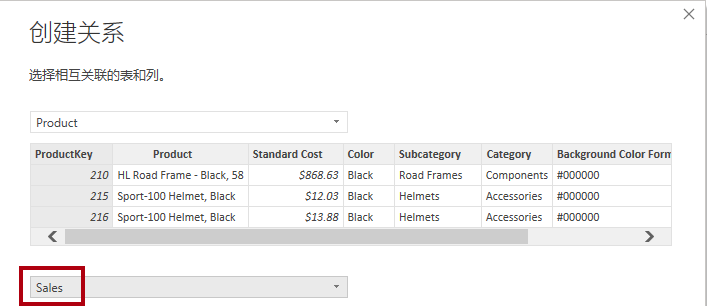 创建关系
选择相互关联的表和列。
Product
ProductKey Product Standard Cost Color Subcategory Category Background Color Form
210 HL Road Frame - Black, 58 $868.63 Black Road Frames Components #000000
215 Sport-100 Helmet, Black $12.03 Black Helmets Accessories #000000
216 Sport-100 Helmet, Black $13.88 Black Helmets Accessories #000000
Sales